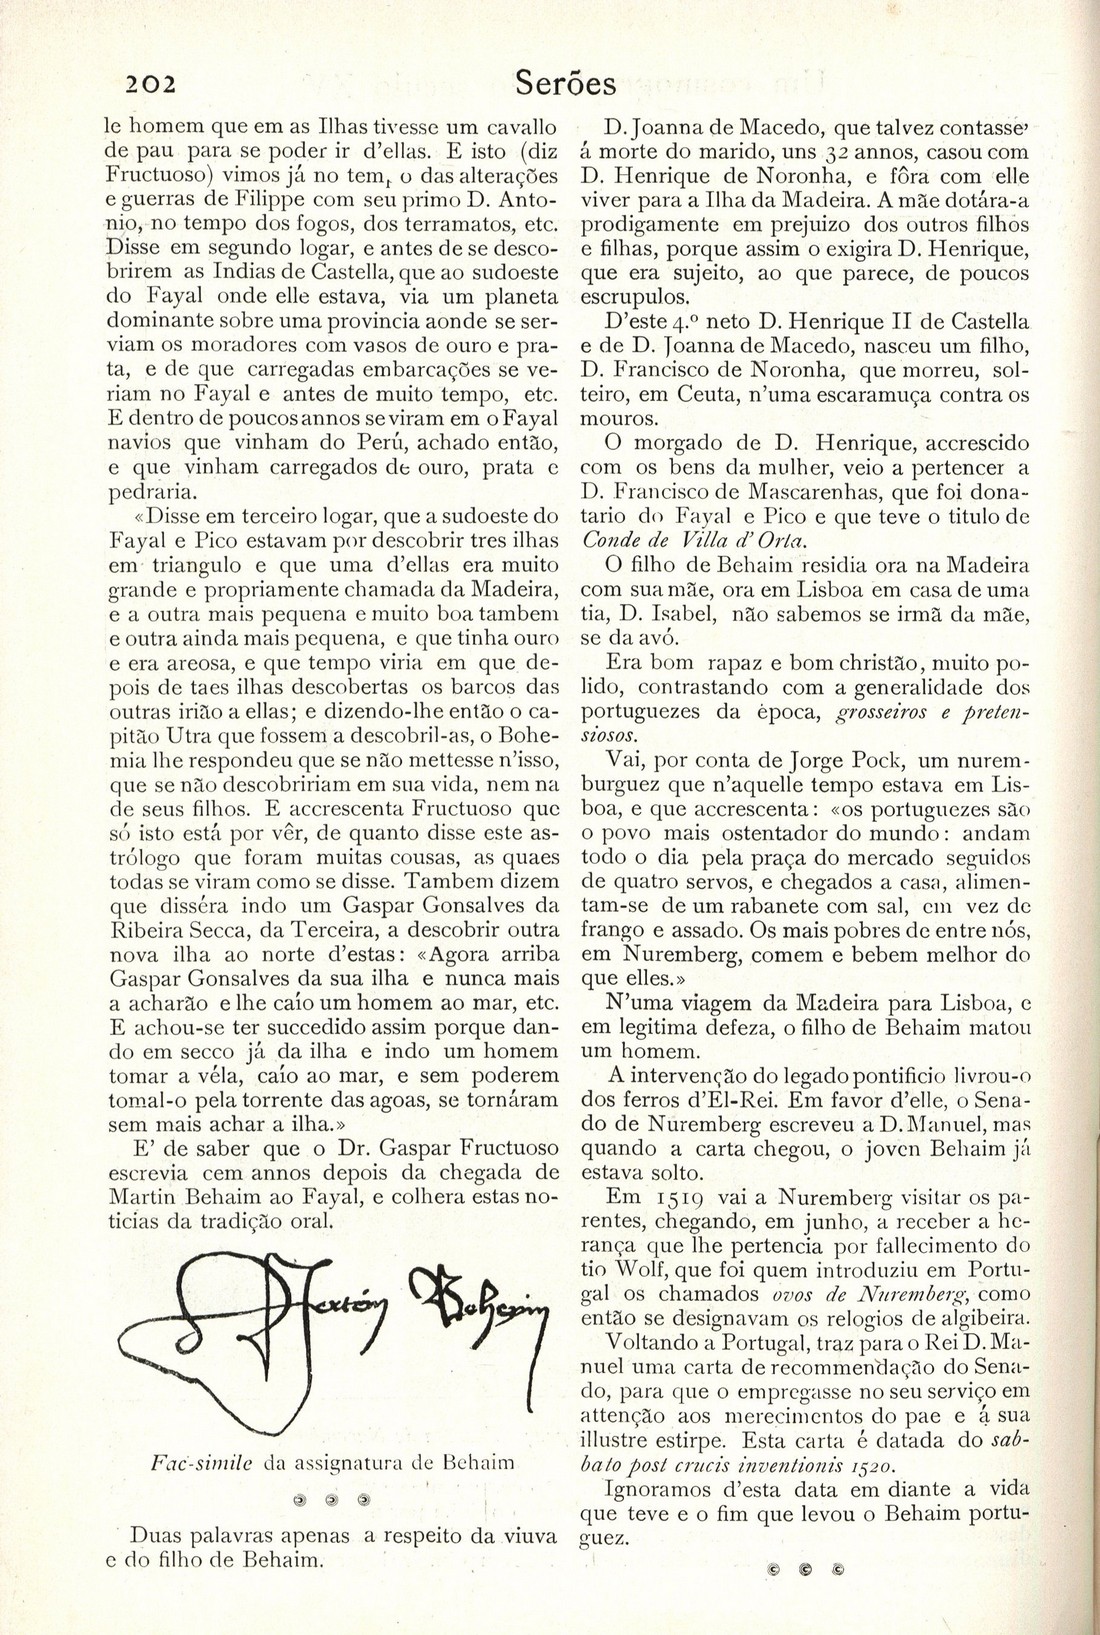 202
Serões
le homem que em as Ilhas tivesse um cavallo
de pau para se poder ir d'ellas. E isto (diz
Fructuoso) vimos já no tem, o das alterações
e guerras de Filippe com seu primo D. Anto-
nio, no tempo dos fogos, dos terramatos, etc.
Disse em segundo logar, e antes de se desco-
brirem as Indias de Castella, que ao sudoeste
do Fayal onde elle estava, via um planeta
dominante sobre uma provincia aonde se ser-
viam os moradores com vasos de ouro e pra-
ta, e de que carregadas embarcações se ve-
riam no Fayal e antes de muito tempo, etc.
E dentro de poucos annos se viram em o Fayal
navios que vinham do Perú, achado então,
e que vinham carregados de ouro, prata e
pedraria.
«Disse em terceiro logar, que a sudoeste do
Fayal e Pico estavam por descobrir tres ilhas
em triangulo e que uma d'ellas era muito
grande e propriamente chamada da Madeira,
e a outra mais pequena e muito boa tambem
e outra ainda mais pequena, e que tinha ouro
e era areosa, e que tempo viria em que de-
pois de taes ilhas descobertas os barcos das
outras irião a ellas; e dizendo-lhe então o ca-
pitão Utra que fossem a descobril-as, o Bohe-
mia lhe respondeu que se não mettesse n'isso,
que se não descobririam em sua vida, nem na
de seus filhos. E accrescenta Fructuoso que
só isto está por vêr, de quanto disse este as-
trólogo que foram muitas cousas, as quaes
todas se viram como se disse. Tambem dizem
que disséra indo um Gaspar Gonsalves da
Ribeira Secca, da Terceira, a descobrir outra
nova ilha ao norte d'estas: «Agora arriba
Gaspar Gonsalves da sua ilha e nunca mais
a acharão e lhe caío um homem ao mar, etc.
E achou-se ter succedido assim porque dan-
do em secco já da ilha e indo um homem
tomar a véla, caío ao mar, e sem poderem
tomal-o pela torrente das agoas, se tornáram
sem mais achar a ilha.»
E' de saber que o Dr. Gaspar Fructuoso
escrevia cem annos depois da chegada de
Martin Behaim ao Fayal, e colhera estas no-
ticias da tradição oral.
Fac-simile da assignatura de Behaim
Duas palavras apenas a respeito da viuva
e do filho de Behaim.
D. Joanna de Macedo, que talvez contasse,
á morte do marido, uns 32 annos, casou com
D. Henrique de Noronha, e fôra com elle
viver para a Ilha da Madeira. A mãe dotára-a
prodigamente em prejuizo dos outros filhos
e filhas, porque assim o exigira D. Henrique,
que era sujeito, ao que parece, de poucos
escrupulos.
D'este 4.º neto D. Henrique II de Castella
e de D. Joanna de Macedo, nasceu um filho,
D. Francisco de Noronha, que morreu, sol-
teiro, em Ceuta, n'uma escaramuça contra os
mouros.
O morgado de D. Henrique, accrescido
com os bens da mulher, veio a pertencer a
D. Francisco de Mascarenhas, que foi dona-
tario do Fayal e Pico e que teve o titulo de
Conde de Villa d'Orta.
O filho de Behaim residia ora na Madeira
com sua mãe, ora em Lisboa em casa de uma
tia, D. Isabel, não sabemos se irmã da mãe,
se da avó.
Era bom rapaz e bom christão, muito po-
lido, contrastando com a generalidade dos
portuguezes da época, grosseiros e preten-
siosos.
Vai, por conta de Jorge Pock, um nurem-
burguez que n'aquelle tempo estava em Lis-
boa, e que accrescenta: «os portuguezes são
o povo mais ostentador do mundo: andam
todo o dia pela praça do mercado seguidos
de quatro servos, e chegados a casa, alimen-
tam-se de um rabanete com sal, em vez de
frango e assado. Os mais pobres de entre nós,
em Nuremberg, comem e bebem melhor do
que elles.»
N'uma viagem da Madeira para Lisboa, e
em legitima defeza, o filho de Behaim matou
um homem.
A intervenção do legado pontificio livrou-o
dos ferros d'El-Rei. Em favor d'elle, o Sena-
do de Nuremberg escreveu a D. Manuel, mas
quando a carta chegou, o joven Behaim já
estava solto.
Em 1519 vai a Nuremberg visitar os pa-
rentes, chegando, em junho, a receber a he-
rança que lhe pertencia por fallecimento do
tio Wolf, que foi quem introduziu em Portu-
gal os chamados ovos de Nuremberg, como
então se designavam os relogios de algibeira.
Voltando a Portugal, traz para o Rei D. Ma-
nuel uma carta de recommendação do Sena-
do, para que o empregasse no seu serviço em
attenção aos merecimentos do pae e á sua
illustre estirpe. Esta carta é datada do sab-
bato post crucis inventionis 1520.
Ignoramos d'esta data em diante a vida
que teve e o fim que levou o Behaim portu-
guez.